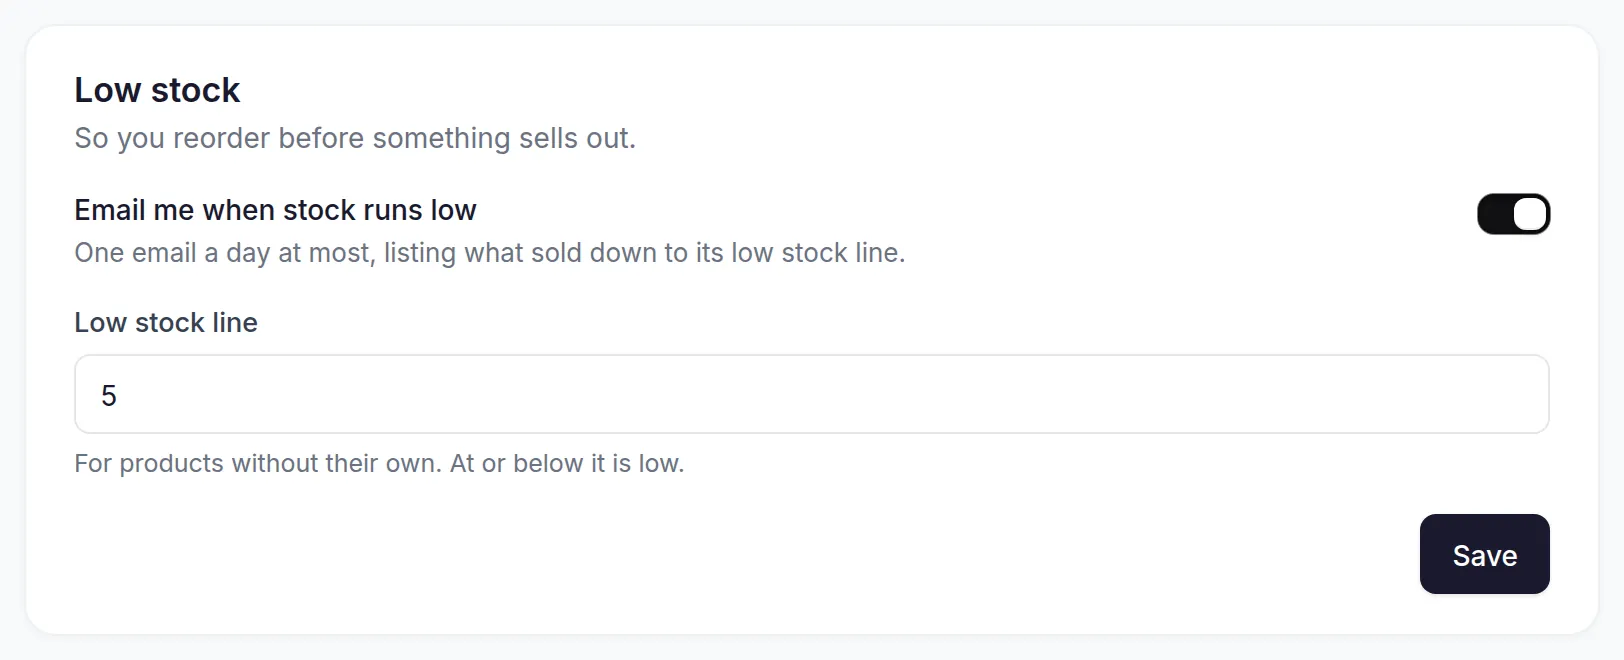 Low stock
So you reorder before something sells out.
Email me when stock runs low
One email a day at most, listing what sold down to its low stock line.
Low stock line
5
For products without their own. At or below it is low.
Save